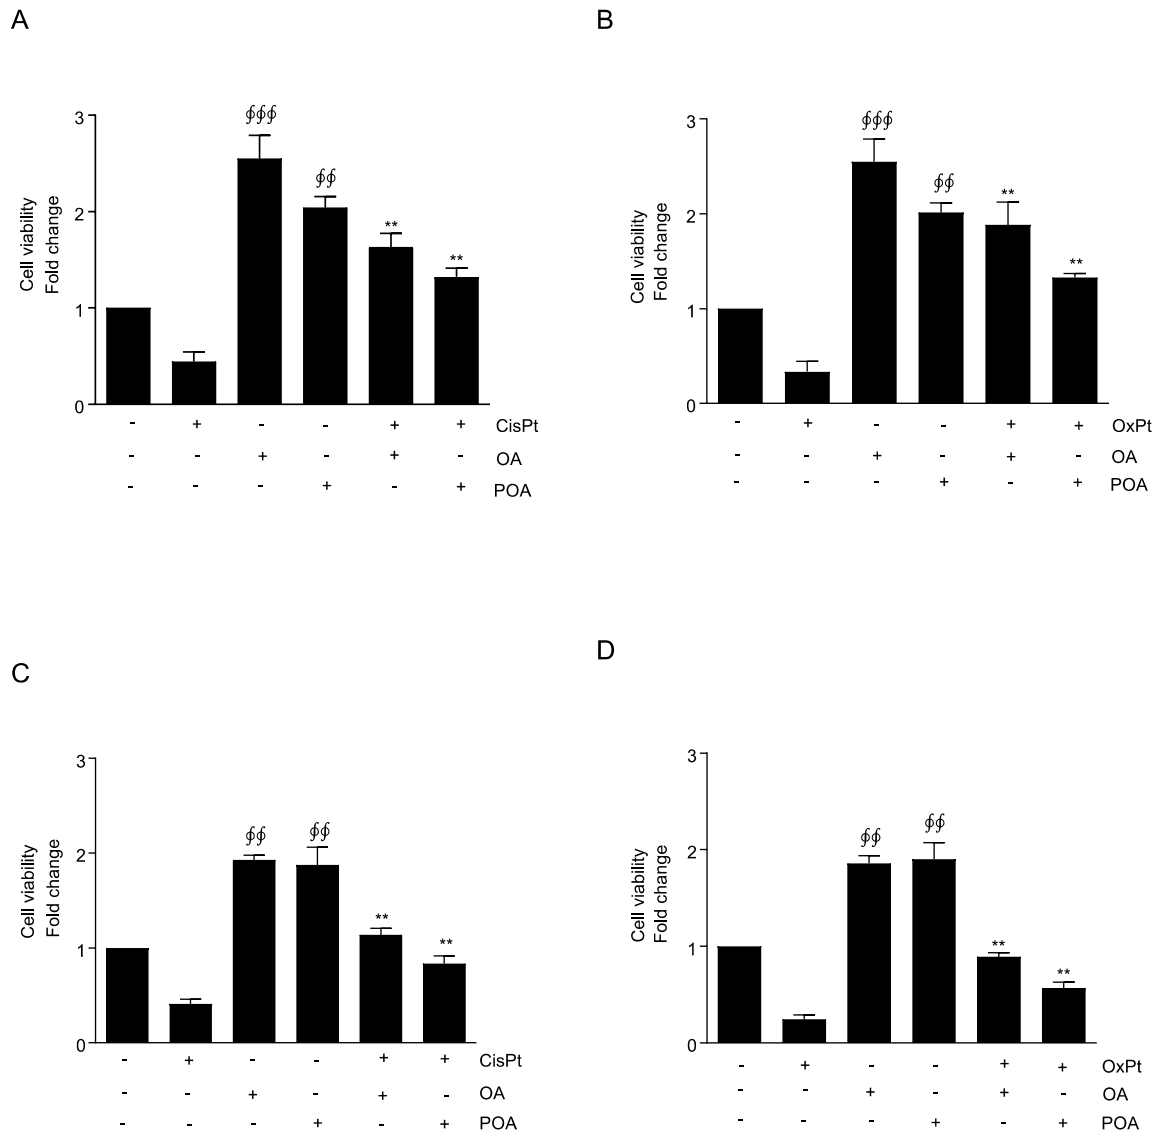 A
Cell viability
Fold change
3
2
1
0
∮∮∮
∮∮
**
**
- + - - + + CisPt
- - + - + - OA
- - - + - + POA
B
Cell viability
Fold change
3
2
1
0
∮∮∮
∮∮
**
**
- + - - + + OxPt
- - + - + - OA
- - - + - + POA
C
Cell viability
Fold change
3
2
1
0
∮∮
∮∮
**
**
- + - - + + CisPt
- - + - + - OA
- - - + - + POA
D
Cell viability
Fold change
3
2
1
0
∮∮
∮∮
**
**
- + - - + + OxPt
- - + - + - OA
- - - + - + POA